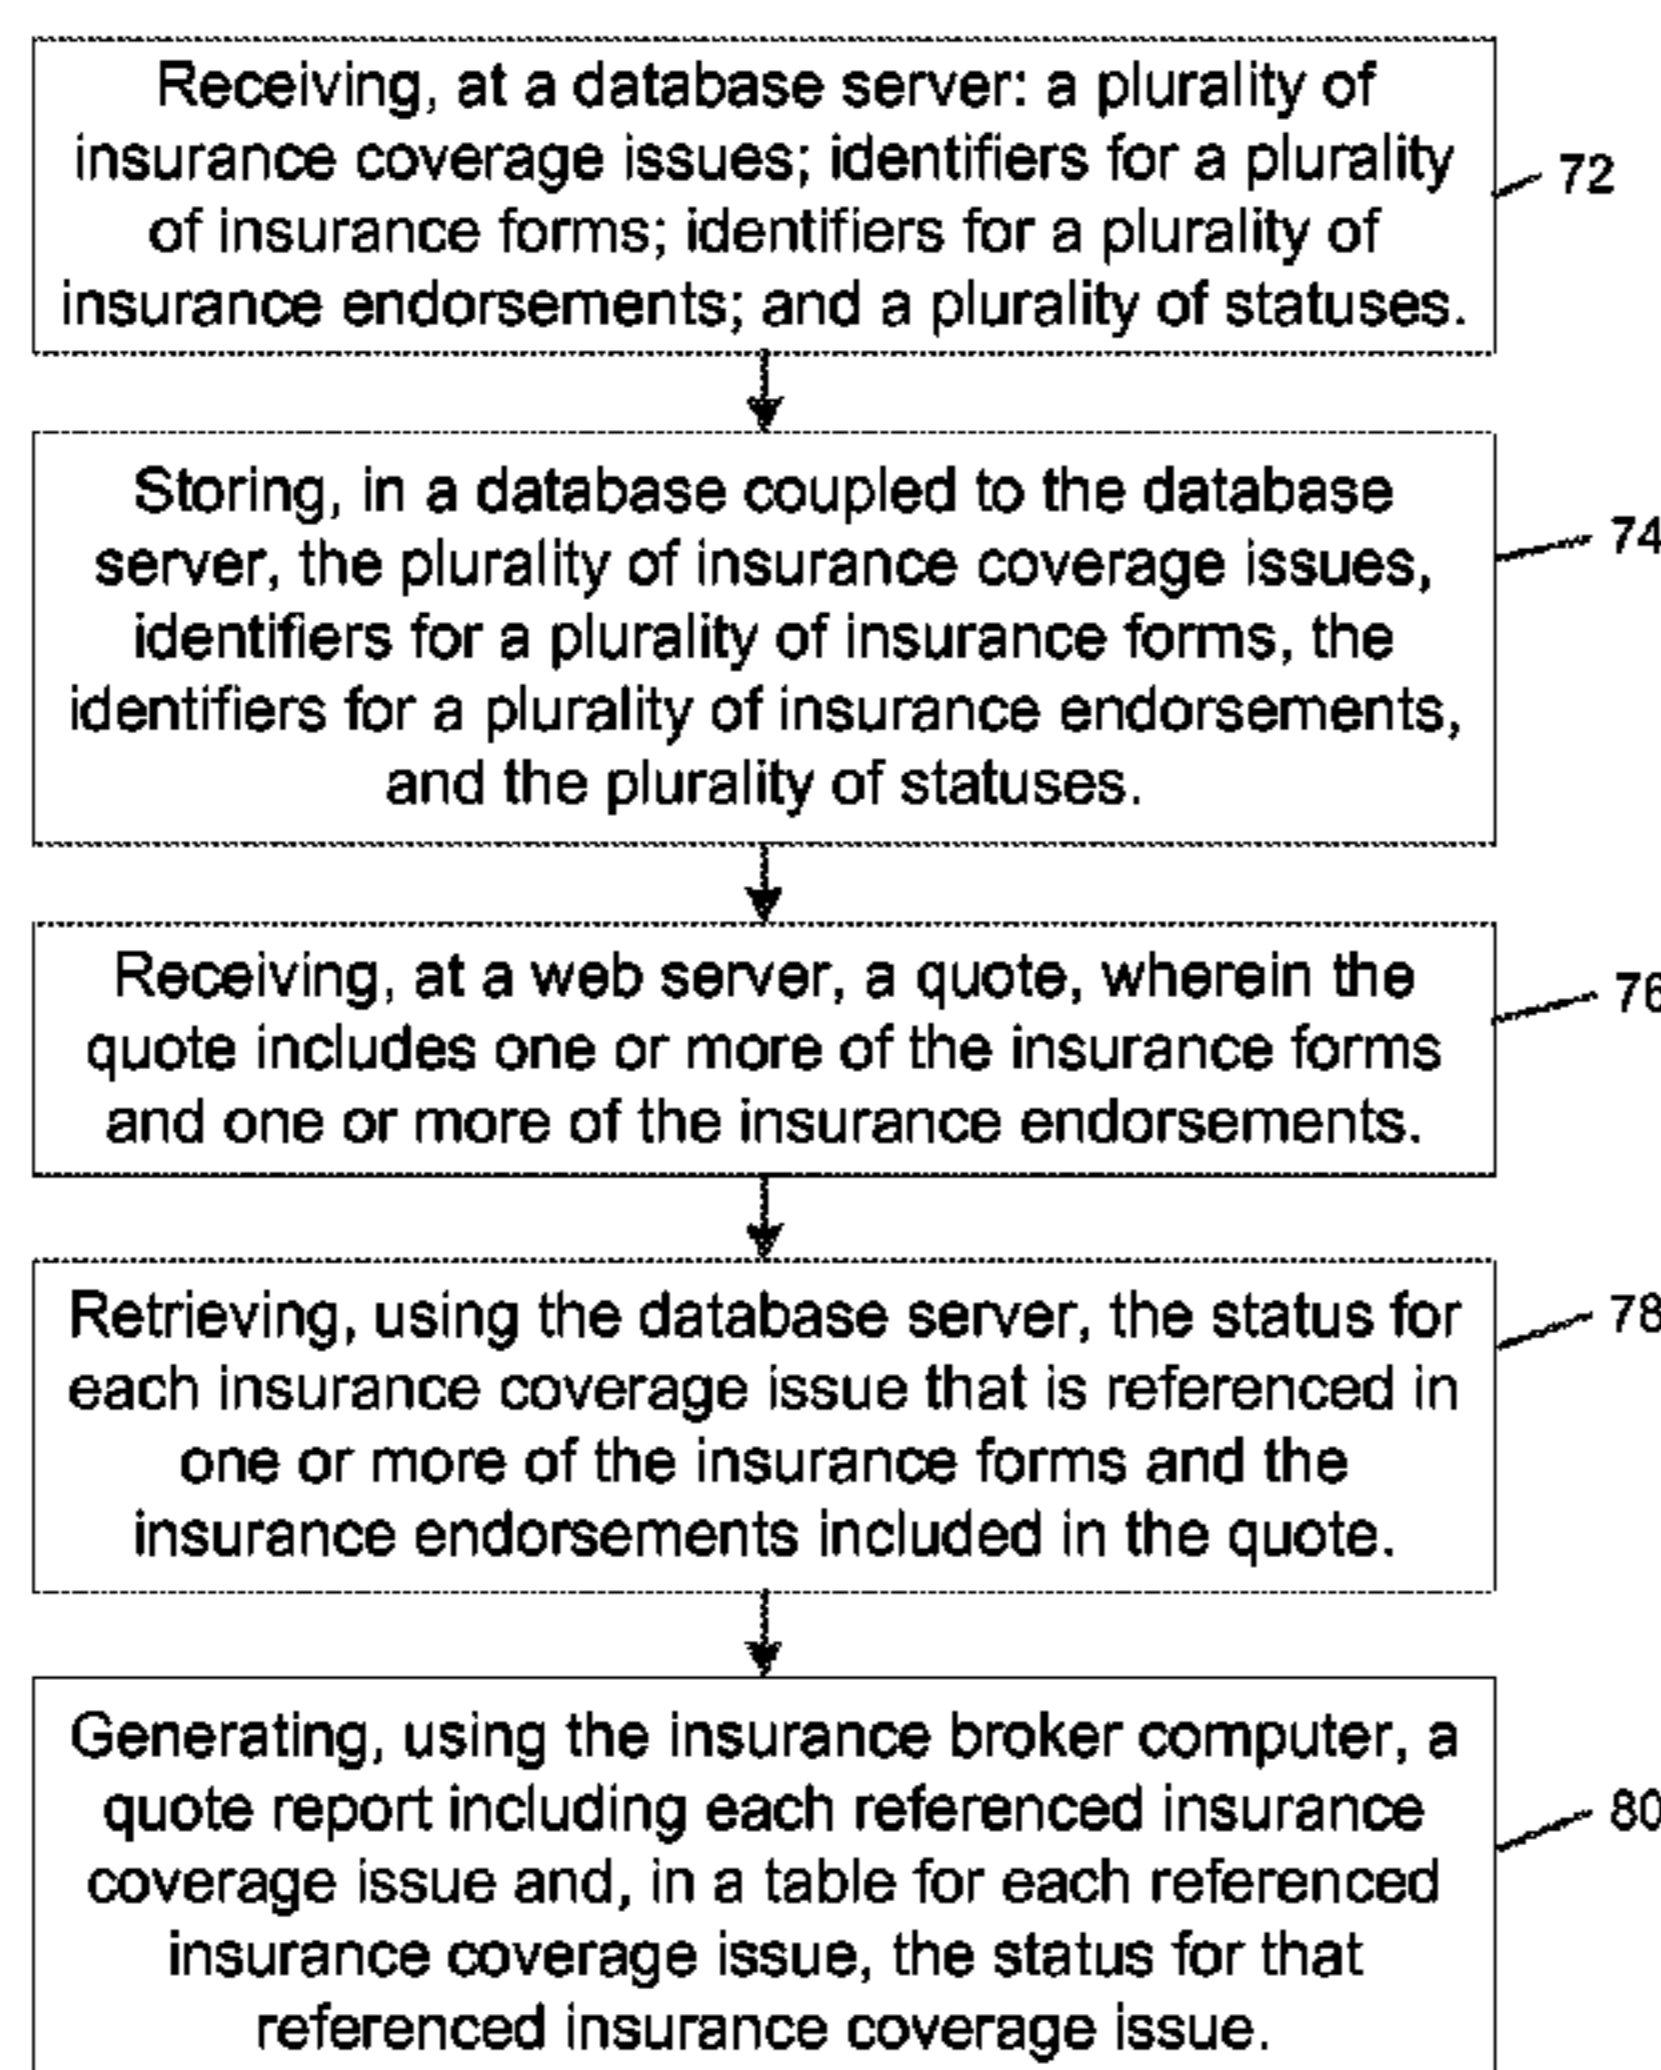 Receiving, at a database server: a plurality of
insurance coverage issues; identifiers for a plurality
of insurance forms; identifiers for a plurality of
insurance endorsements; and a plurality of statuses.
72
Storing, in a database coupled to the database
server, the plurality of insurance coverage issues,
identifiers for a plurality of insurance forms, the
identifiers for a plurality of insurance endorsements,
and the plurality of statuses.
74
Receiving, at a web server, a quote, wherein the
quote includes one or more of the insurance forms
and one or more of the insurance endorsements.
76
Retrieving, using the database server, the status for
each insurance coverage issue that is referenced in
one or more of the insurance forms and the
insurance endorsements included in the quote.
78
Generating, using the insurance broker computer, a
quote report including each referenced insurance
coverage issue and, in a table for each referenced
insurance coverage issue, the status for that
referenced insurance coverage issue.
80